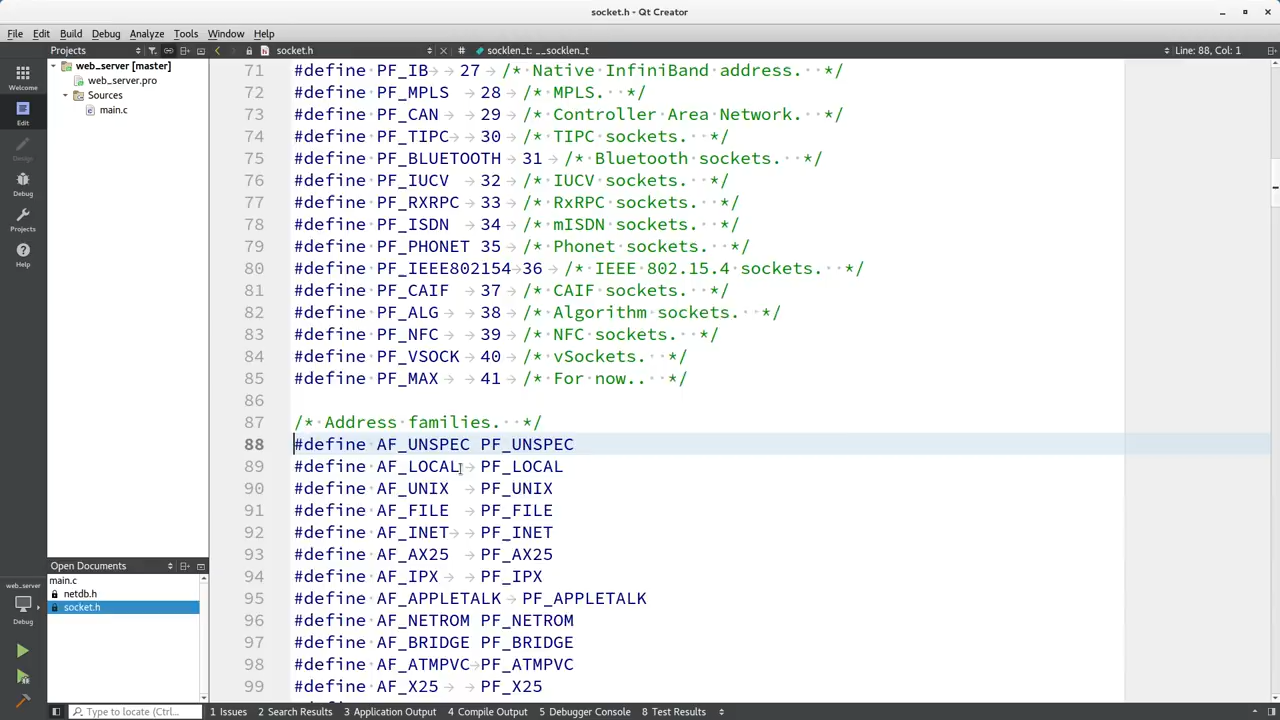 socket.h - Qt Creator
File Edit Build Debug Analyze Tools Window Help
Projects socket.h # socklen_t: __socklen_t Line: 88, Col: 1
Welcome
Edit
Design
Debug
Projects
Help
web_server [master]
web_server.pro
Sources
main.c
71 #define PF_IB 27 /* Native InfiniBand address. */
72 #define PF_MPLS 28 /* MPLS. */
73 #define PF_CAN 29 /* Controller Area Network. */
74 #define PF_TIPC 30 /* TIPC sockets. */
75 #define PF_BLUETOOTH 31 /* Bluetooth sockets. */
76 #define PF_IUCV 32 /* IUCV sockets. */
77 #define PF_RXRPC 33 /* RxRPC sockets. */
78 #define PF_ISDN 34 /* mISDN sockets. */
79 #define PF_PHONET 35 /* Phonet sockets. */
80 #define PF_IEEE802154 36 /* IEEE 802.15.4 sockets. */
81 #define PF_CAIF 37 /* CAIF sockets. */
82 #define PF_ALG 38 /* Algorithm sockets. */
83 #define PF_NFC 39 /* NFC sockets. */
84 #define PF_VSOCK 40 /* vSockets. */
85 #define PF_MAX 41 /* For now.. */
86
87 /* Address families. */
88 #define AF_UNSPEC PF_UNSPEC
89 #define AF_LOCAL PF_LOCAL
90 #define AF_UNIX PF_UNIX
91 #define AF_FILE PF_FILE
92 #define AF_INET PF_INET
93 #define AF_AX25 PF_AX25
94 #define AF_IPX PF_IPX
95 #define AF_APPLETALK PF_APPLETALK
96 #define AF_NETROM PF_NETROM
97 #define AF_BRIDGE PF_BRIDGE
98 #define AF_ATMPVC PF_ATMPVC
99 #define AF_X25 PF_X25
Open Documents
main.c
netdb.h
socket.h
web_server
Debug
Type to locate (Ctrl... 1 Issues 2 Search Results 3 Application Output 4 Compile Output 5 Debugger Console 8 Test Results